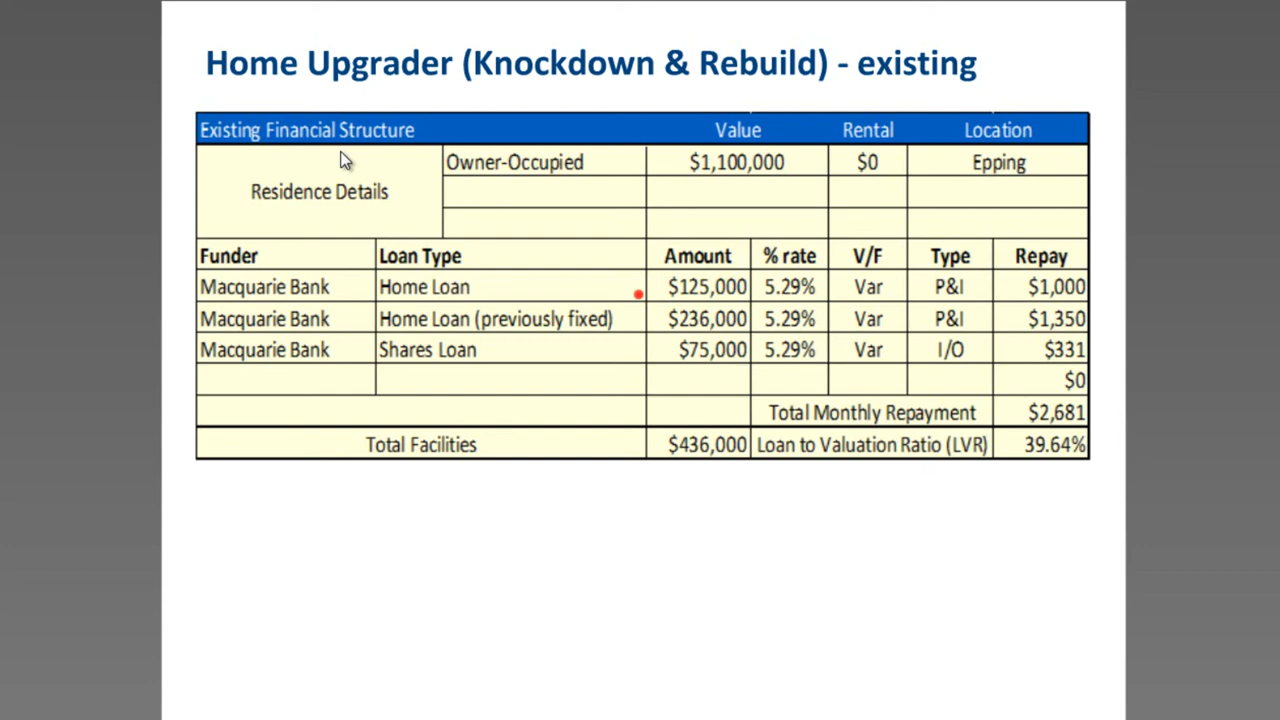 Home Upgrader (Knockdown & Rebuild) - existing
Existing Financial Structure Value Rental Location
Owner-Occupied $1,100,000 $0 Epping
Residence Details
Funder Loan Type Amount % rate V/F Type Repay
Macquarie Bank Home Loan $125,000 5.29% Var P&I $1,000
Macquarie Bank Home Loan (previously fixed) $236,000 5.29% Var P&I $1,350
Macquarie Bank Shares Loan $75,000 5.29% Var I/O $331
$0
Total Monthly Repayment $2,681
Total Facilities $436,000 Loan to Valuation Ratio (LVR) 39.64%